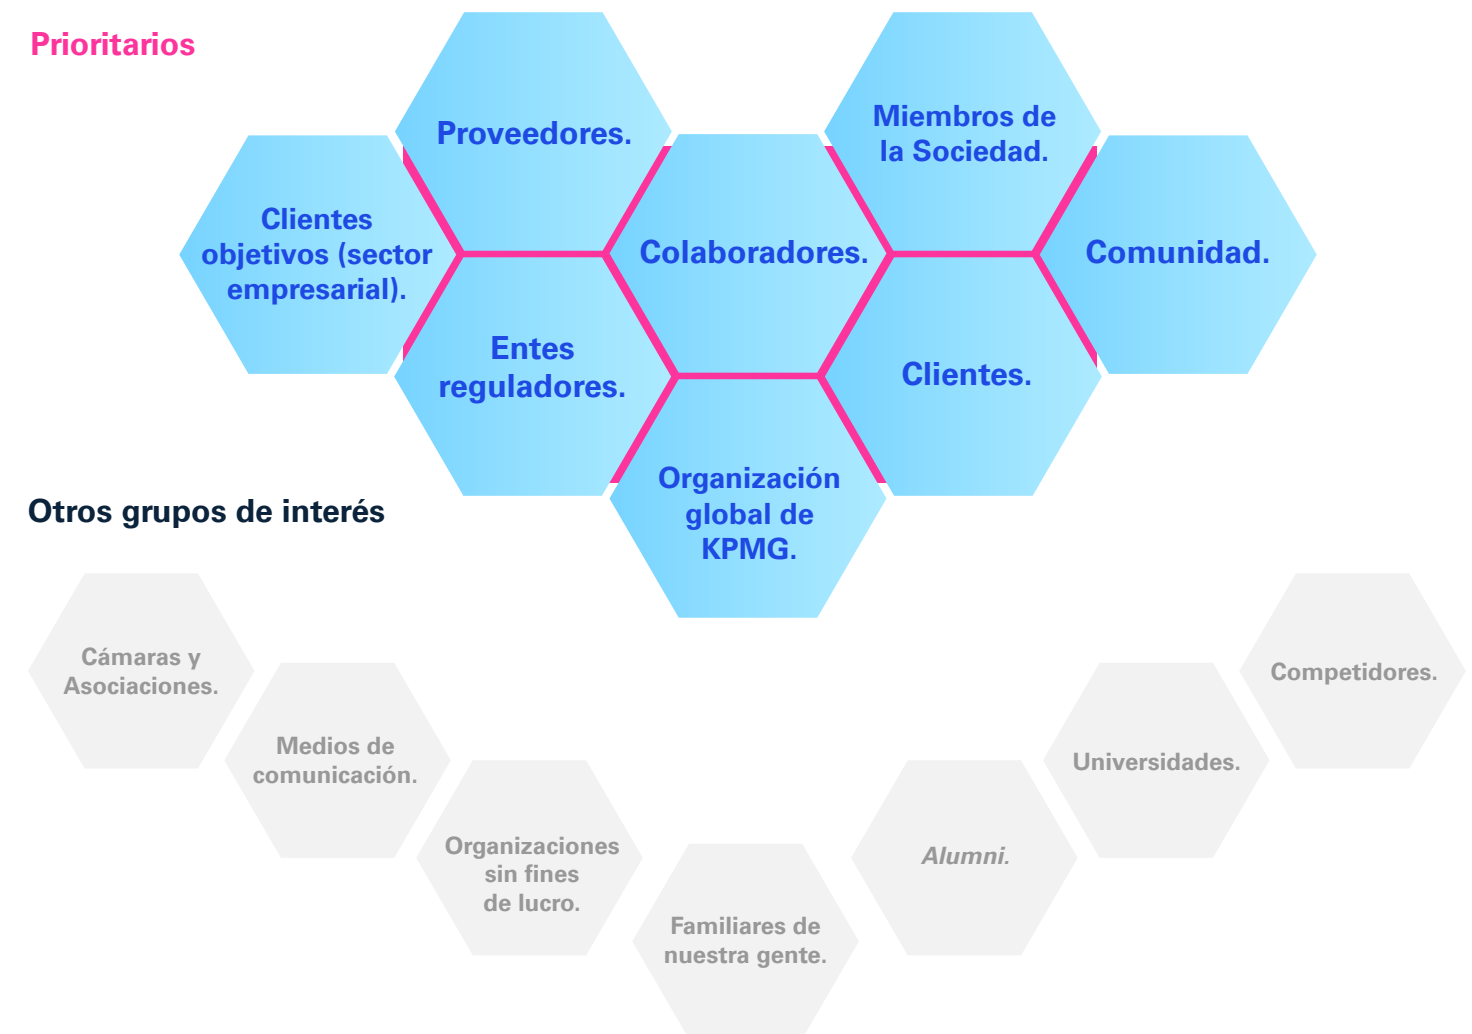 Prioritarios
Proveedores.
Miembros de
la Sociedad.
Clientes
objetivos (sector
empresarial).
Colaboradores.
Comunidad.
Entes
reguladores.
Clientes.
Organización
global de
KPMG.
Otros grupos de interés
Cámaras y
Asociaciones.
Medios de
comunicación.
Organizaciones
sin fines
de lucro.
Familiares de
nuestra gente.
Alumni.
Universidades.
Competidores.